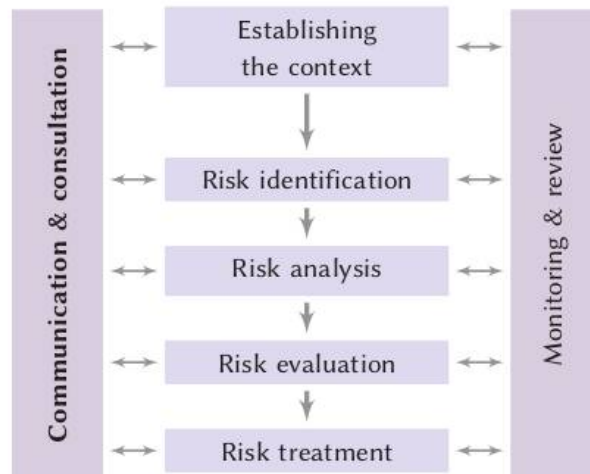 Communication & consultation
Establishing
the context
Risk identification
Risk analysis
Risk evaluation
Risk treatment
Monitoring & review